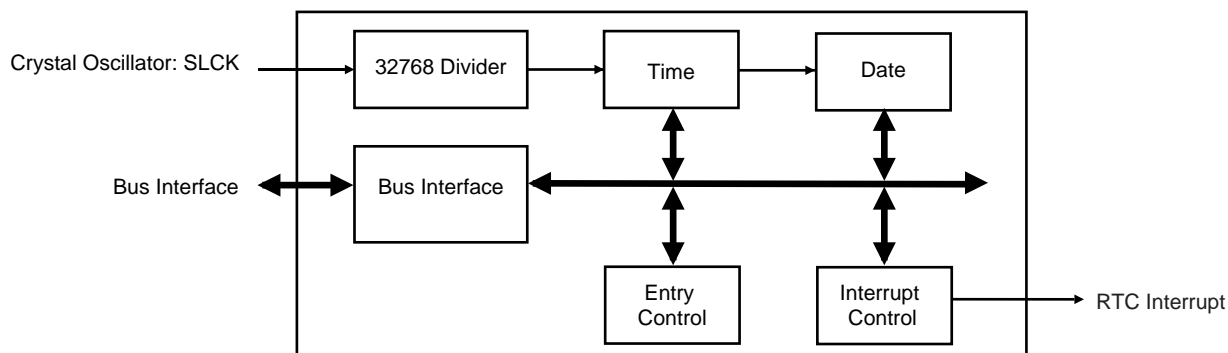 Crystal Oscillator: SLCK
32768 Divider
Time
Date
Bus Interface
Bus Interface
Entry
Control
Interrupt
Control
RTC Interrupt